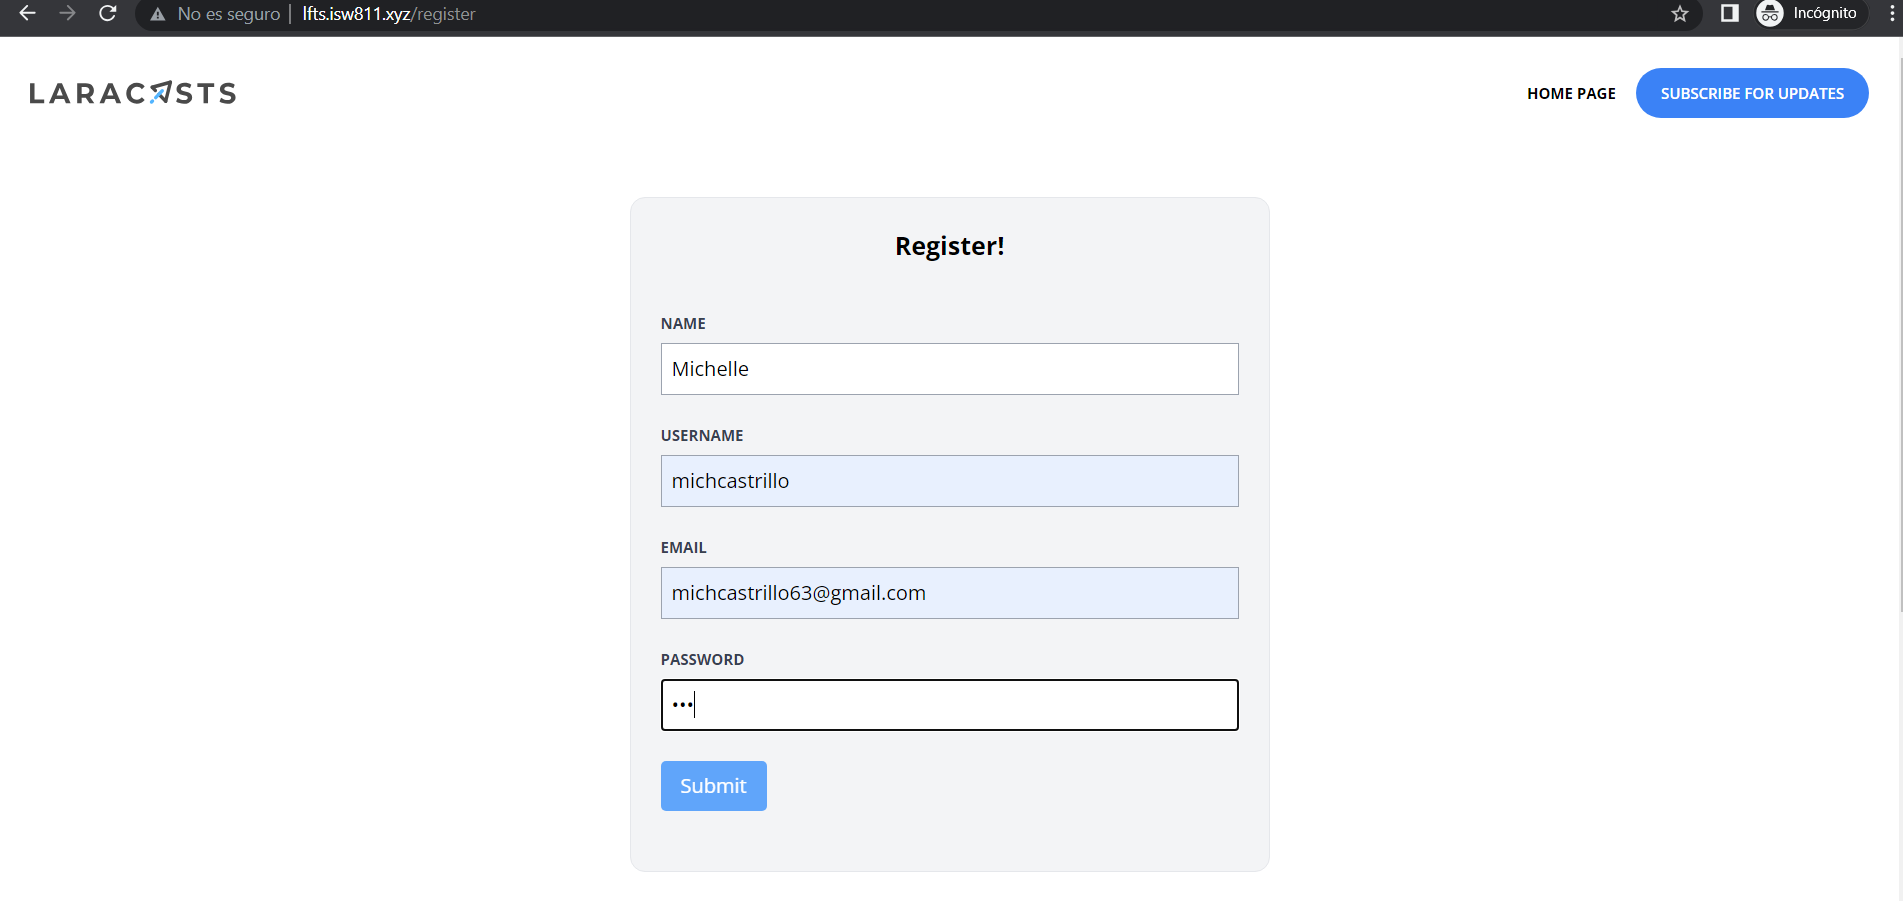 No es seguro | lfts.isw811.xyz/register Incógnito
LARACASTS HOME PAGE SUBSCRIBE FOR UPDATES
Register!
NAME
Michelle
USERNAME
michcastrillo
EMAIL
michcastrillo63@gmail.com
PASSWORD
•••
Submit